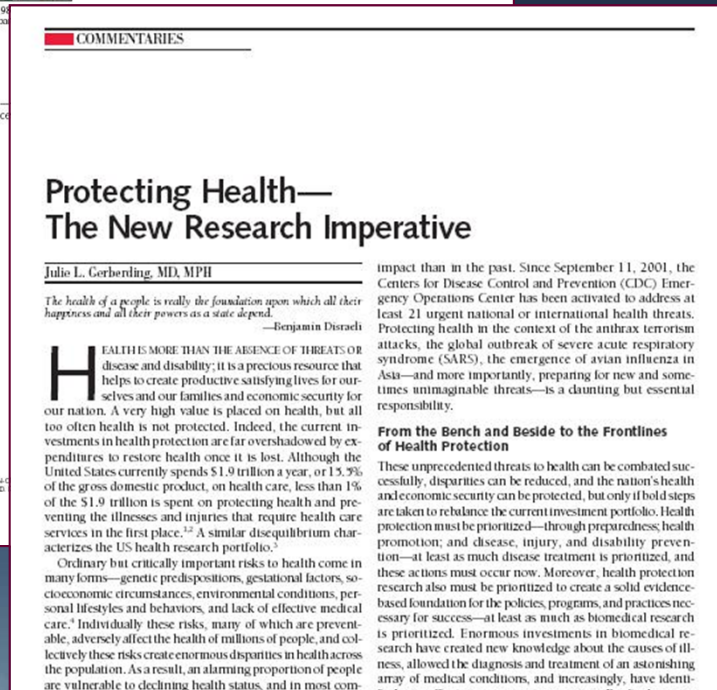 COMMENTARIES
Protecting Health—
The New Research Imperative
Julie L. Gerberding, MD, MPH
The health of a people is really the foundation upon which all their
happiness and all their powers as a state depend.
—Benjamin Disraeli
HEALTH IS MORE THAN THE ABSENCE OF THREATS OR
disease and disability; it is a precious resource that
helps to create productive satisfying lives for our-
selves and our families and economic security for
our nation. A very high value is placed on health, but all
too often health is not protected. Indeed, the current in-
vestments in health protection are far overshadowed by ex-
penditures to restore health once it is lost. Although the
United States currently spends $1.9 trillion a year, or 15.5%
of the gross domestic product, on health care, less than 1%
of the $1.9 trillion is spent on protecting health and pre-
venting the illnesses and injuries that require health care
services in the first place.1,2 A similar disequilibrium char-
acterizes the US health research portfolio.3
Ordinary but critically important risks to health come in
many forms—genetic predispositions, gestational factors, so-
cioeconomic circumstances, environmental conditions, per-
sonal lifestyles and behaviors, and lack of effective medical
care.4 Individually these risks, many of which are prevent-
able, adversely affect the health of millions of people, and col-
lectively these risks create enormous disparities in health across
the population. As a result, an alarming proportion of people
are vulnerable to declining health status, and in most com-
impact than in the past. Since September 11, 2001, the
Centers for Disease Control and Prevention (CDC) Emer-
gency Operations Center has been activated to address at
least 21 urgent national or international health threats.
Protecting health in the context of the anthrax terrorism
attacks, the global outbreak of severe acute respiratory
syndrome (SARS), the emergence of avian influenza in
Asia—and more importantly, preparing for new and some-
times unimaginable threats—is a daunting but essential
responsibility.
From the Bench and Beside to the Frontlines
of Health Protection
These unprecedented threats to health can be combated suc-
cessfully, disparities can be reduced, and the nation's health
and economic security can be protected, but only if bold steps
are taken to rebalance the current investment portfolio. Health
protection must be prioritized—through preparedness; health
promotion; and disease, injury, and disability preven-
tion—at least as much disease treatment is prioritized, and
these actions must occur now. Moreover, health protection
research also must be prioritized to create a solid evidence-
based foundation for the policies, programs, and practices nec-
essary for success—at least as much as biomedical research
is prioritized. Enormous investments in biomedical re-
search have created new knowledge about the causes of ill-
ness, allowed the diagnosis and treatment of an astonishing
array of medical conditions, and increasingly, have identi-